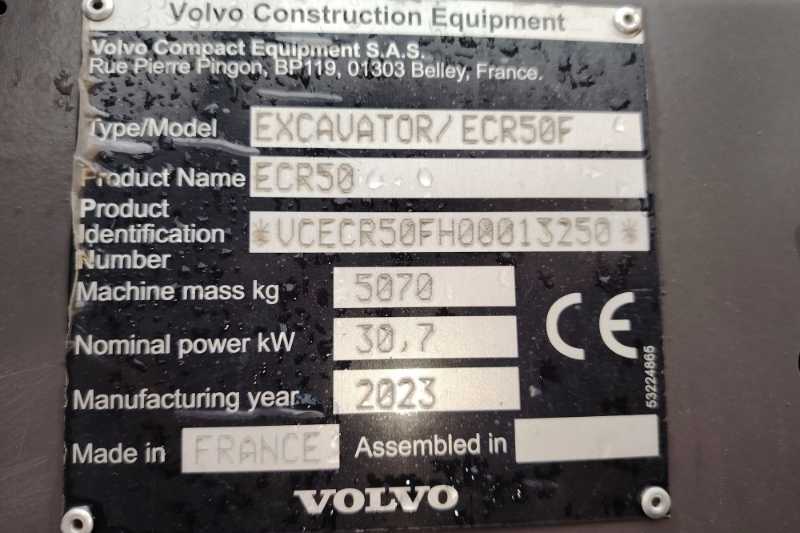 Volvo Construction Equipment
Volvo Compact Equipment S.A.S.
Rue Pierre Pingon, BP119, 01303 Belley, France.
Type/Model EXCAVATOR/ECR50F
Product Name ECR50
Product
Identification *VCECR50FH00013250*
Number
Machine mass kg 5070
Nominal power kW 30,7
Manufacturing year 2023
Made in FRANCE Assembled in
CE
53224865
VOLVO